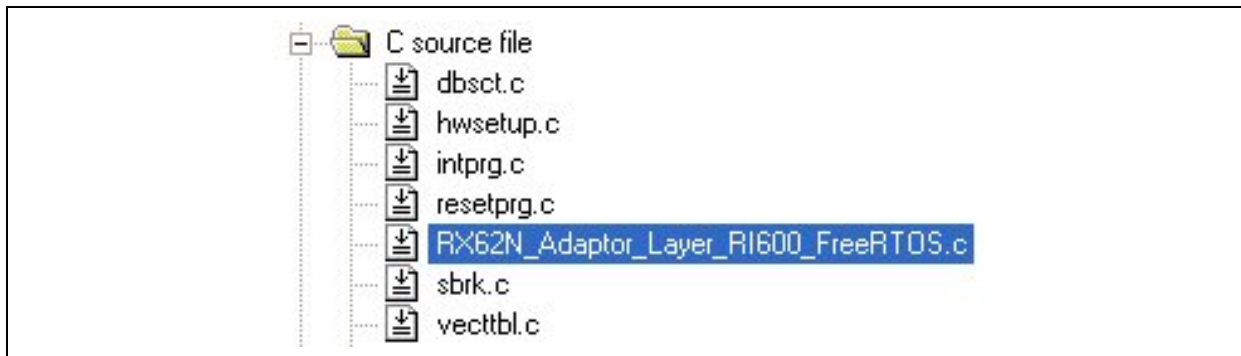 C source file
dbsct.c
hwsetup.c
intprg.c
resetprg.c
RX62N_Adaptor_Layer_RI600_FreeRTOS.c
sbrk.c
vecttbl.c